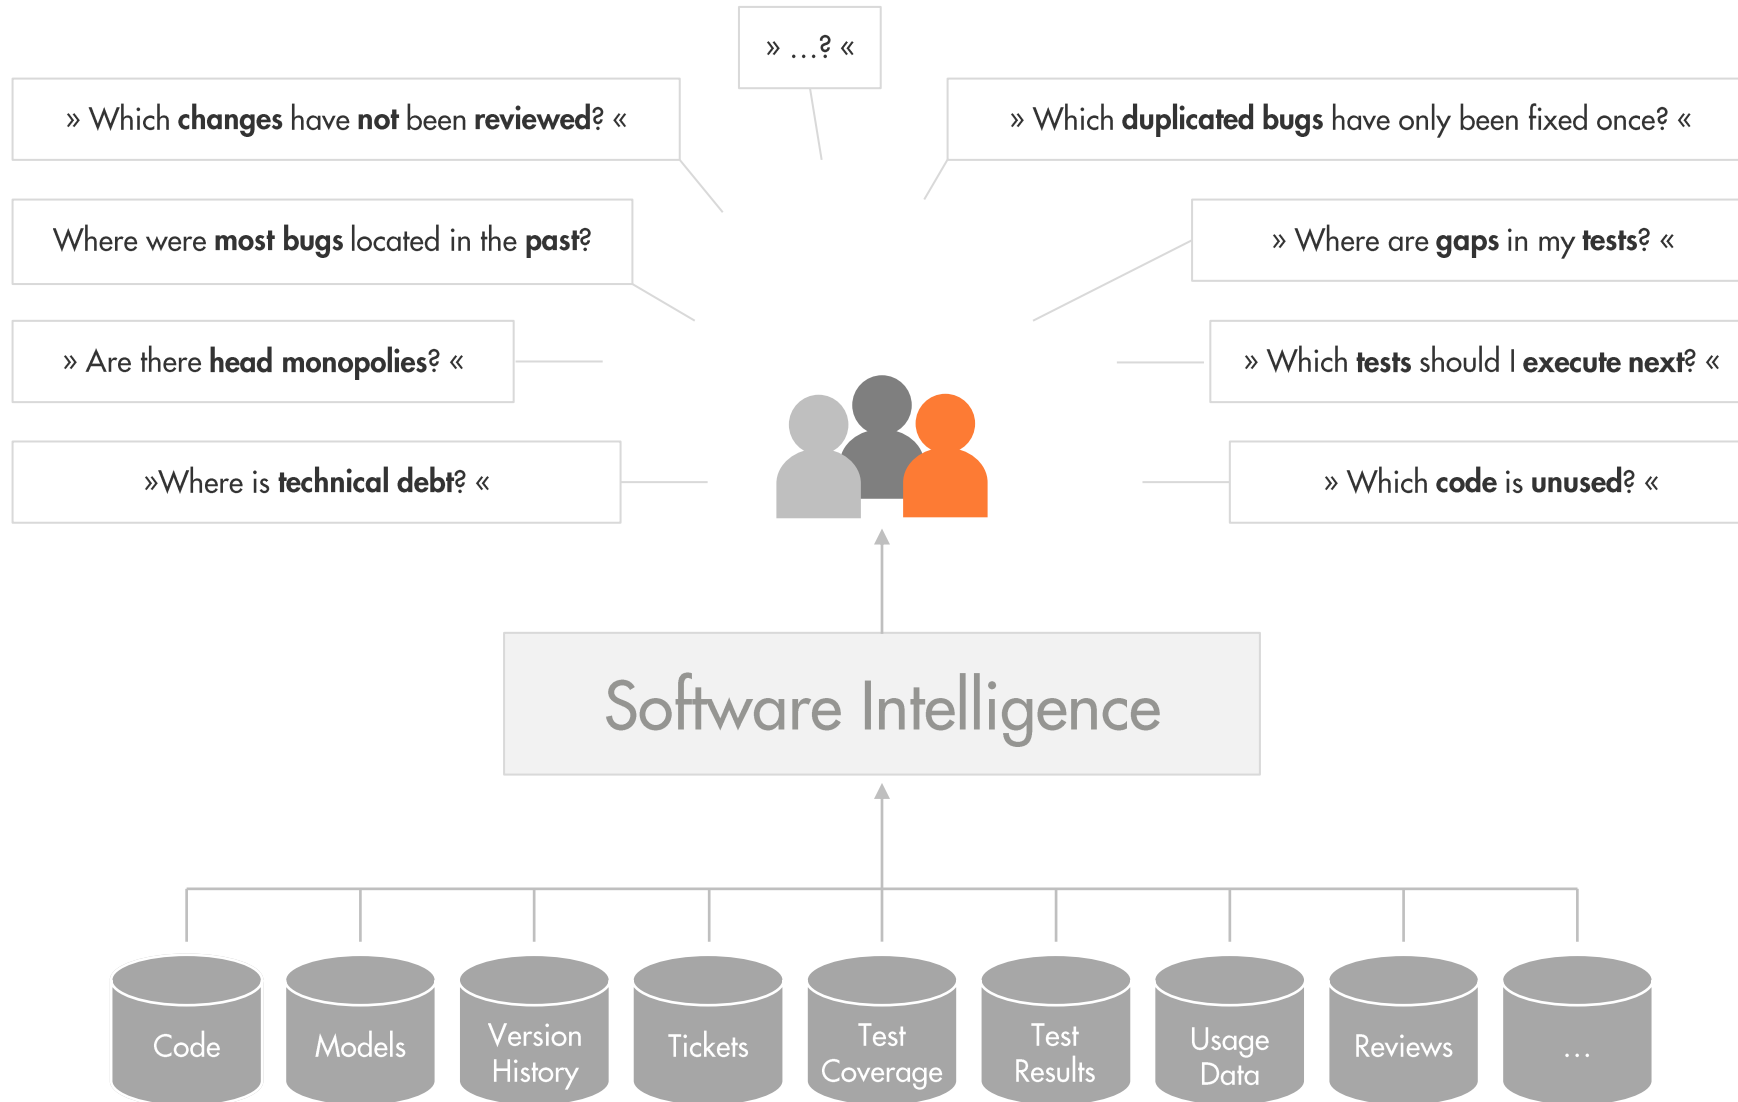 » ...? «
» Which changes have not been reviewed? «
» Which duplicated bugs have only been fixed once? «
Where were most bugs located in the past?
» Where are gaps in my tests? «
» Are there head monopolies? «
» Which tests should I execute next? «
»Where is technical debt? «
» Which code is unused? «
Software Intelligence
Code
Models
Version
History
Tickets
Test
Coverage
Test
Results
Usage
Data
Reviews
...